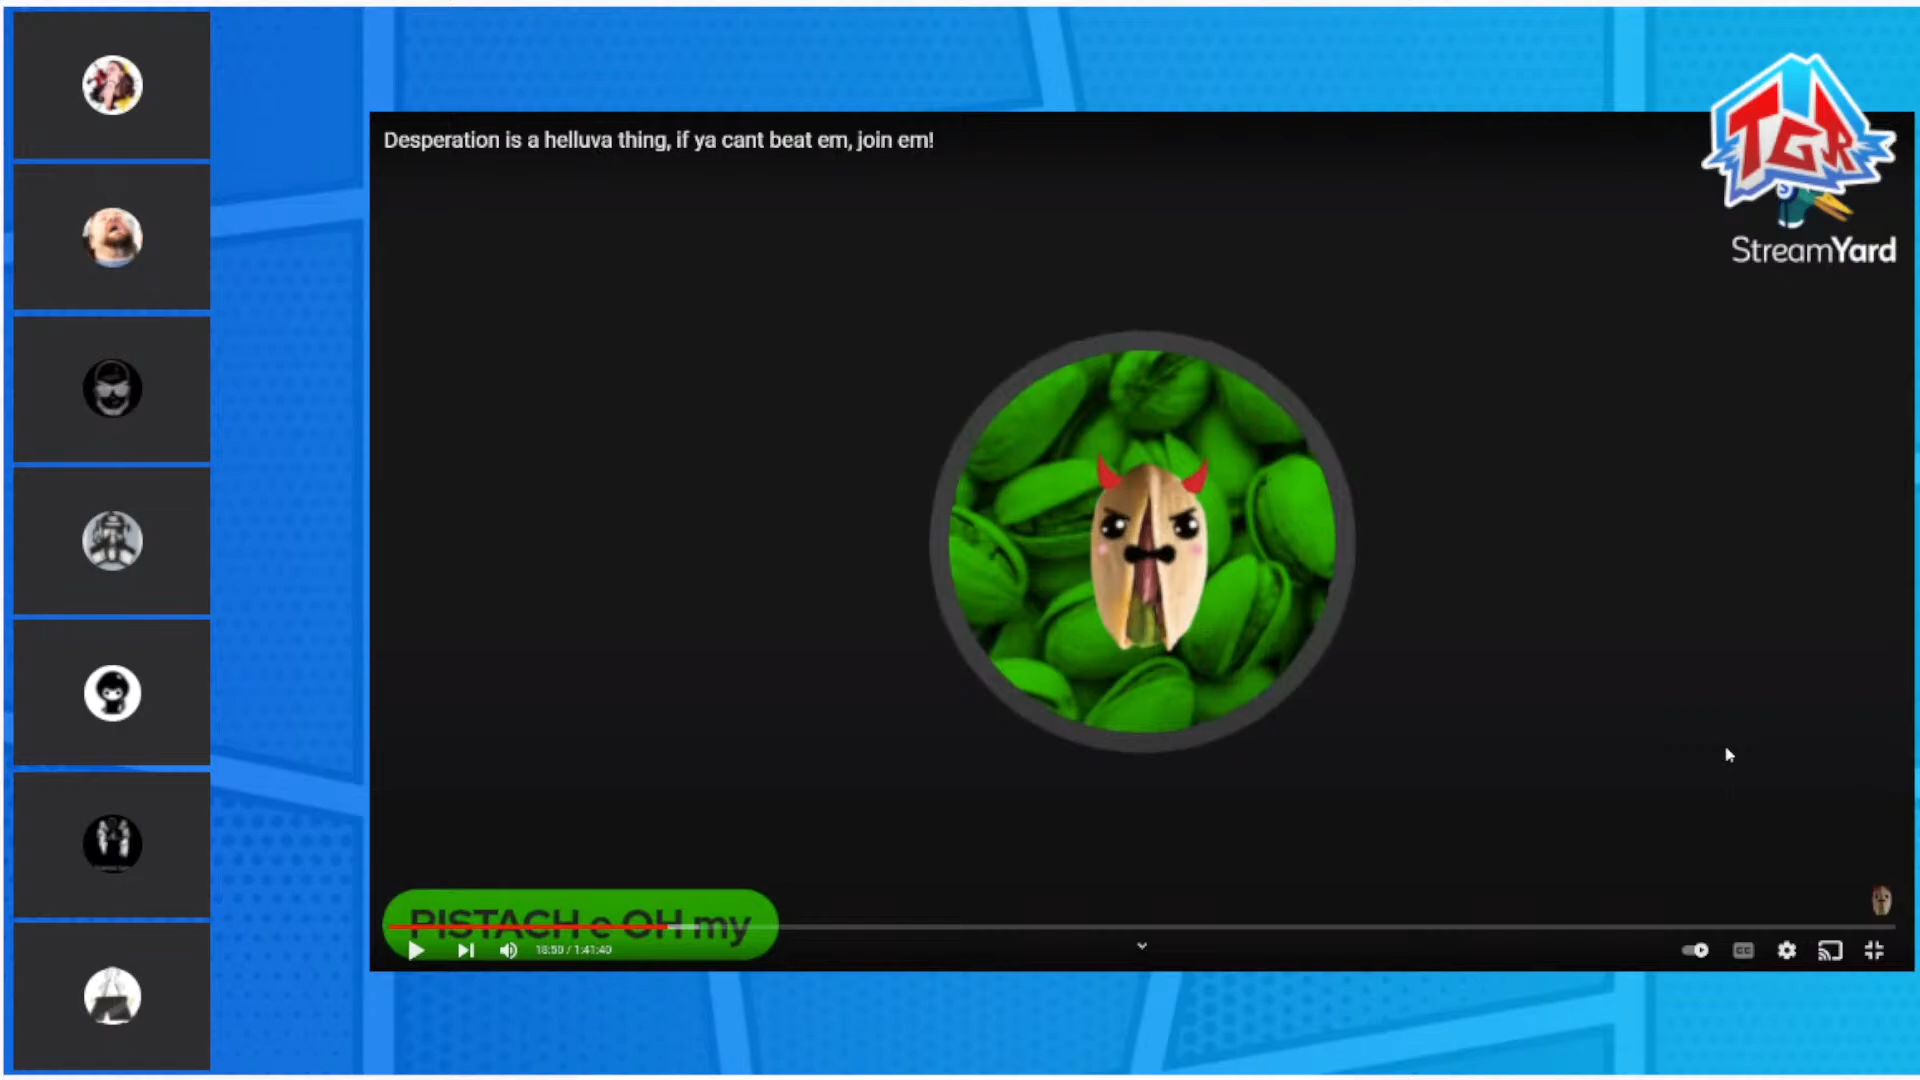 Desperation is a helluva thing, if ya cant beat em, join em!
TGR
StreamYard
PISTACH e OH my
18:50 / 1:41:40
CC